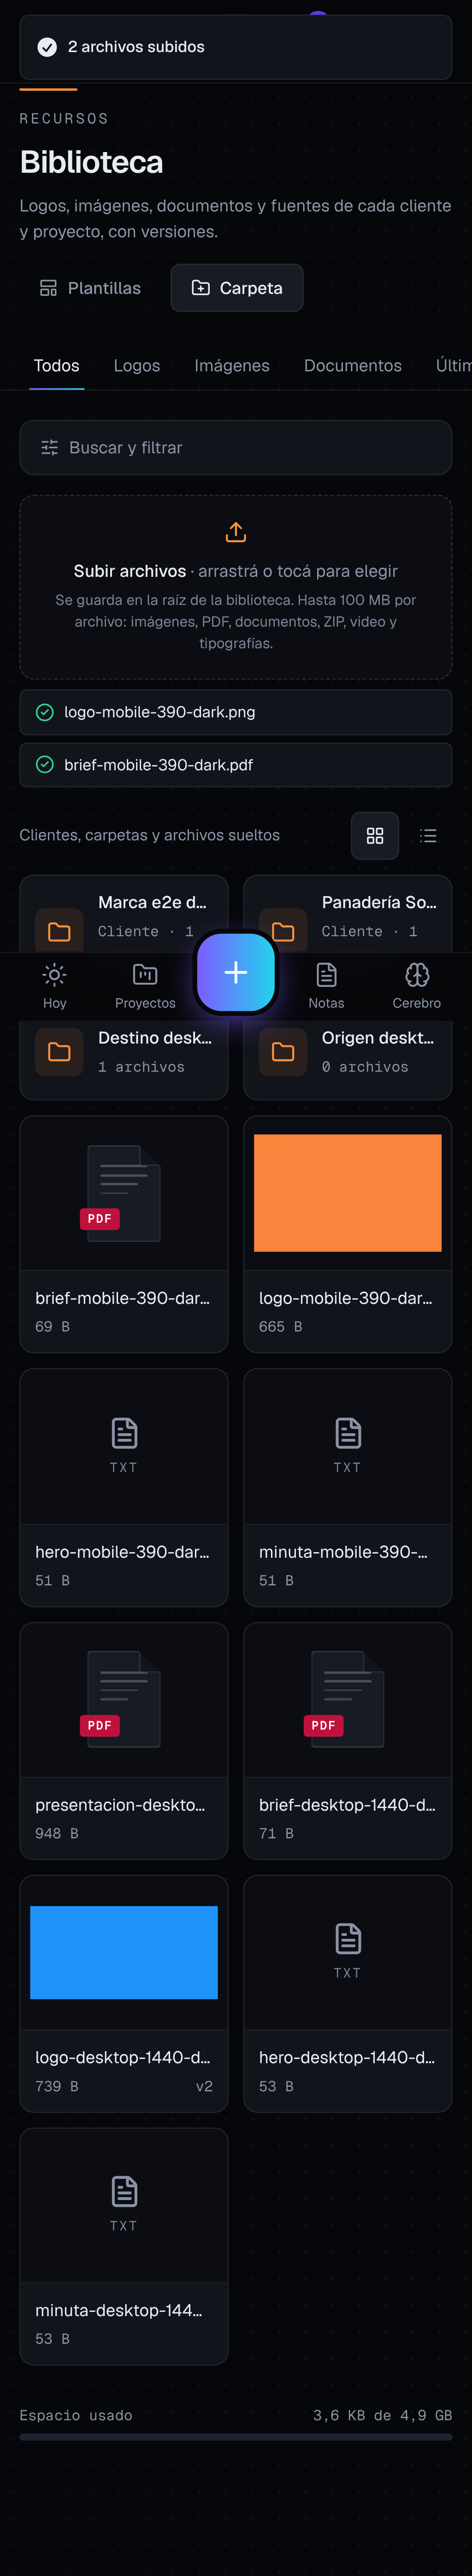 2 archivos subidos
RECURSOS
Biblioteca
Logos, imágenes, documentos y fuentes de cada cliente
y proyecto, con versiones.
Plantillas
Carpeta
Todos
Logos
Imágenes
Documentos
Últim
Buscar y filtrar
Subir archivos · arrastrá o tocá para elegir
Se guarda en la raíz de la biblioteca. Hasta 100 MB por
archivo: imágenes, PDF, documentos, ZIP, video y
tipografías.
logo-mobile-390-dark.png
brief-mobile-390-dark.pdf
Clientes, carpetas y archivos sueltos
Marca e2e d...
Cliente · 1
Panadería So...
Cliente · 1
Hoy
Proyectos
Notas
Cerebro
Destino desk...
1 archivos
Origen deskt...
0 archivos
PDF
brief-mobile-390-dar...
69 B
logo-mobile-390-dar...
665 B
TXT
hero-mobile-390-dar...
51 B
TXT
minuta-mobile-390-...
51 B
PDF
presentacion-deskto...
948 B
PDF
brief-desktop-1440-d...
71 B
logo-desktop-1440-d...
739 B
v2
TXT
hero-desktop-1440-d...
53 B
TXT
minuta-desktop-144...
53 B
Espacio usado
3,6 KB de 4,9 GB